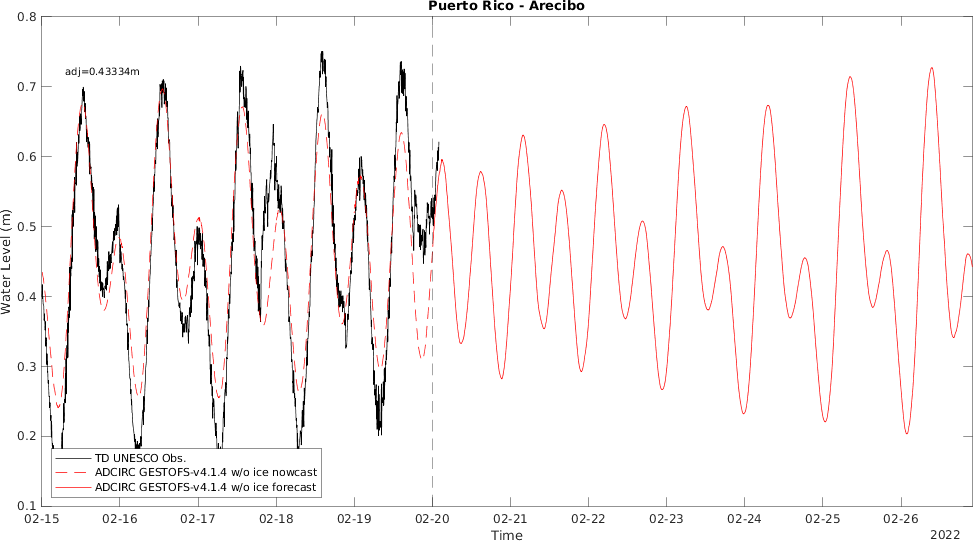 Puerto Rico - Arecibo
0.8
0.7
0.6
0.5
0.4
0.3
0.2
0.1
Water Level (m)
adj=0.43334m
TD UNESCO Obs.
ADCIRC GESTOFS-v4.1.4 w/o ice nowcast
ADCIRC GESTOFS-v4.1.4 w/o ice forecast
02-15 02-16 02-17 02-18 02-19 02-20 02-21 02-22 02-23 02-24 02-25 02-26
Time
2022